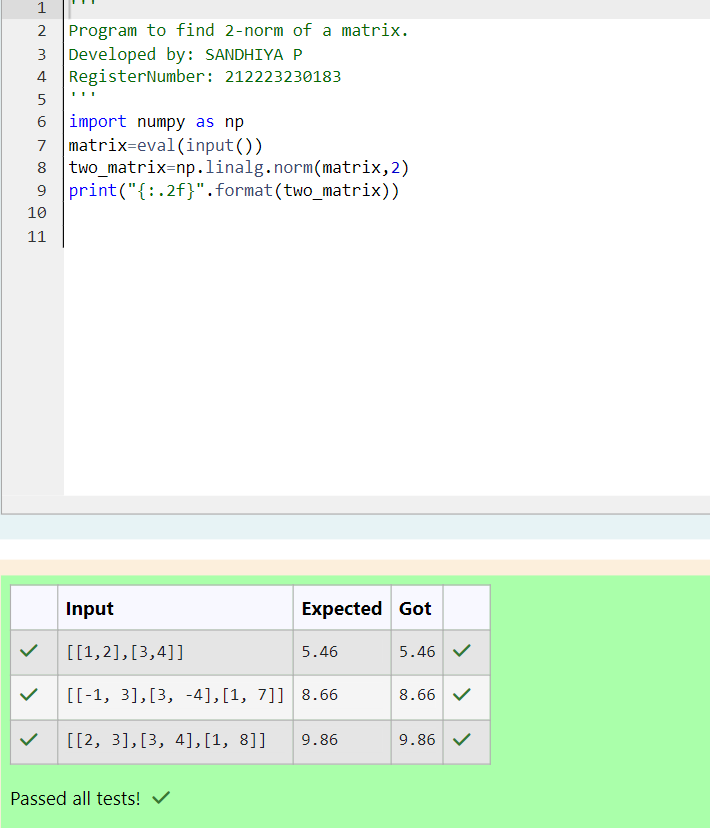 1 '''
2 Program to find 2-norm of a matrix.
3 Developed by: SANDHIYA P
4 RegisterNumber: 212223230183
5 '''
6 import numpy as np
7 matrix=eval(input())
8 two_matrix=np.linalg.norm(matrix,2)
9 print("{:.2f}".format(two_matrix))
10
11
Input Expected Got
[[1,2],[3,4]] 5.46 5.46
[[-1, 3],[3, -4],[1, 7]] 8.66 8.66
[[2, 3],[3, 4],[1, 8]] 9.86 9.86
Passed all tests!